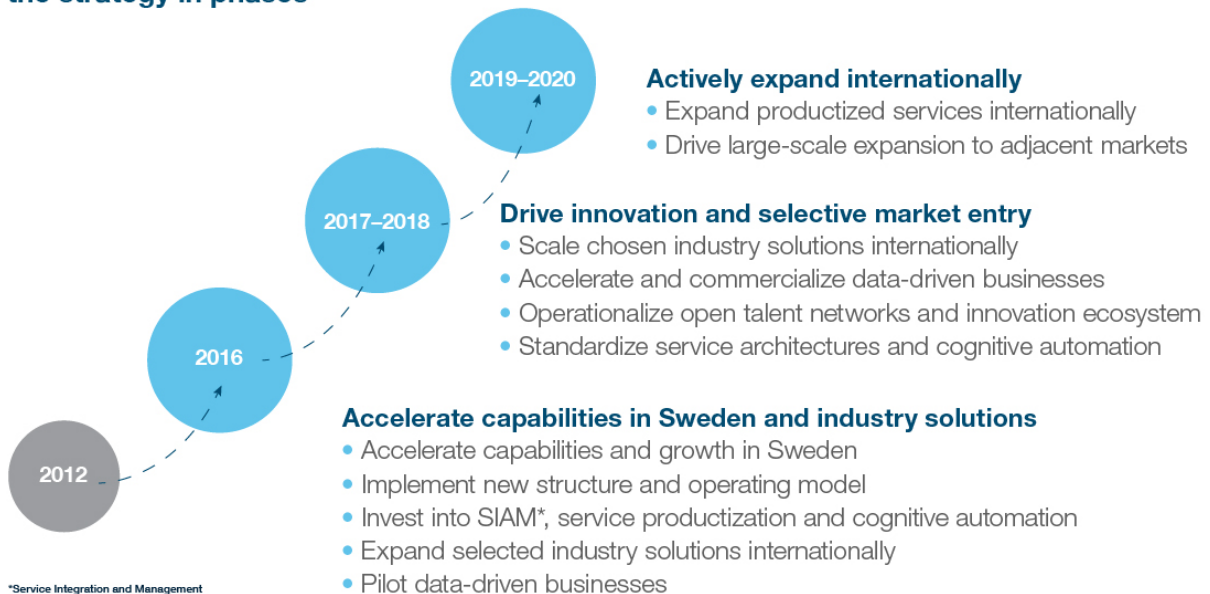 the strategy in phases
2019–2020
Actively expand internationally
• Expand productized services internationally
• Drive large-scale expansion to adjacent markets
2017–2018
Drive innovation and selective market entry
• Scale chosen industry solutions internationally
• Accelerate and commercialize data-driven businesses
• Operationalize open talent networks and innovation ecosystem
• Standardize service architectures and cognitive automation
2016
Accelerate capabilities in Sweden and industry solutions
• Accelerate capabilities and growth in Sweden
• Implement new structure and operating model
• Invest into SIAM*, service productization and cognitive automation
• Expand selected industry solutions internationally
• Pilot data-driven businesses
2012
*Service Integration and Management